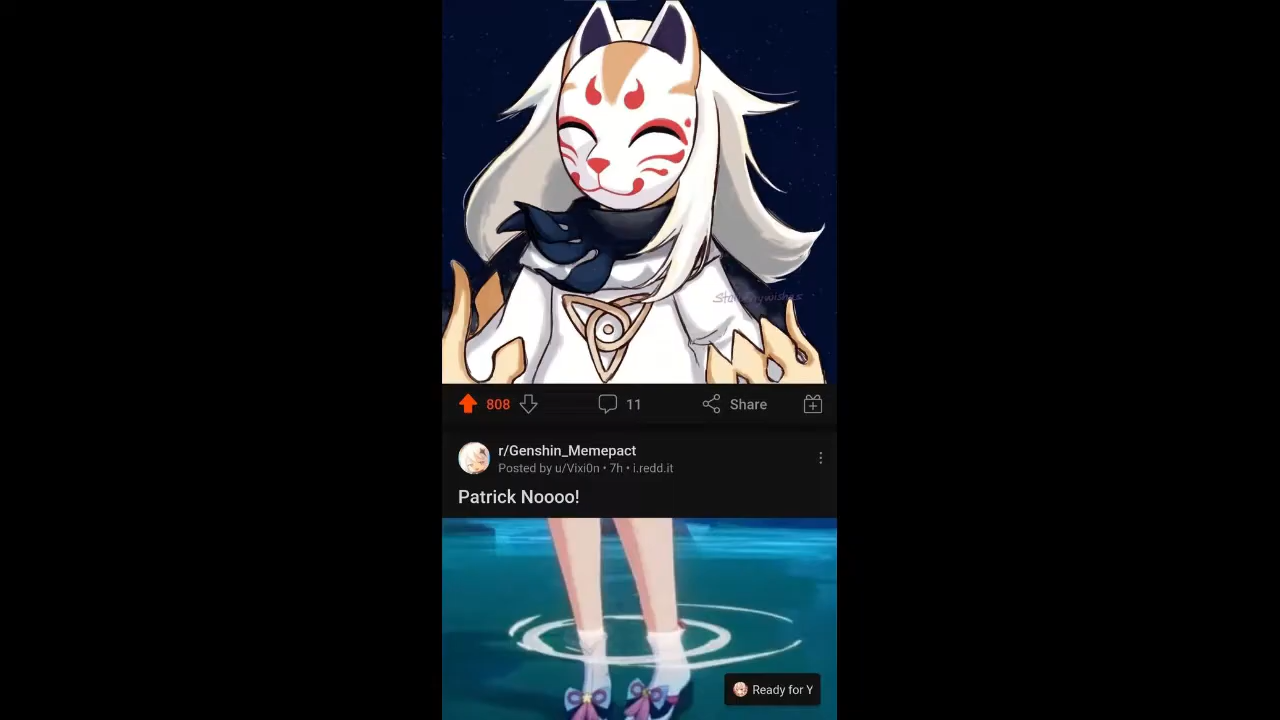 808
11
Share
r/Genshin_Memepact
Posted by u/Vixi0n • 7h • i.redd.it
Patrick Noooo!
Ready for Y